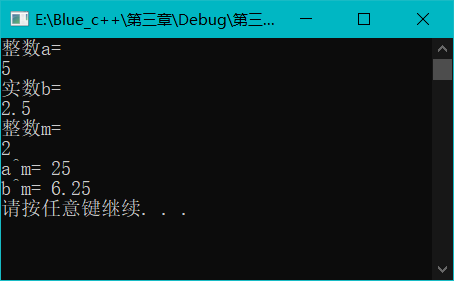 E:\Blue_c++\第三章\Debug\第三...
整数a=
5
实数b=
2.5
整数m=
2
a^m= 25
b^m= 6.25
请按任意键继续. . .